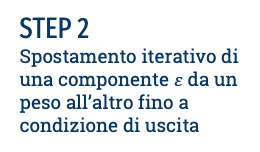 STEP 2
Spostamento iterativo di
una componente ε da un
peso all’altro fino a
condizione di uscita